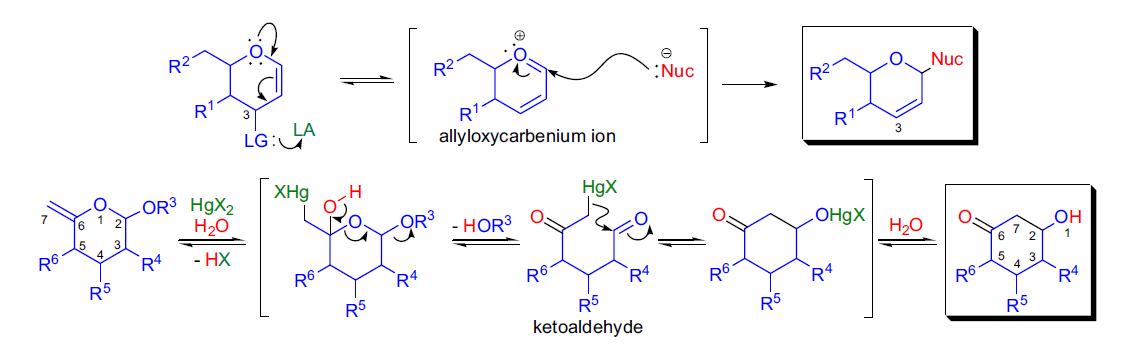 R² O R¹ 3 LG: LA
R² :O ⊕ R¹ ⊖ :Nuc
allyloxycarbenium ion
R² O Nuc R¹ 3
7 6 O 1 2 OR³ 5 4 3 R⁶ R⁴ R⁵
HgX₂
H₂O
- HX
XHg O H O OR³ R⁶ R⁴ R⁵
- HOR³
HgX O O R⁶ R⁴ R⁵
ketoaldehyde
O OHgX R⁶ R⁴ R⁵
H₂O
O OH 6 7 2 1 5 4 3 R⁶ R⁴ R⁵